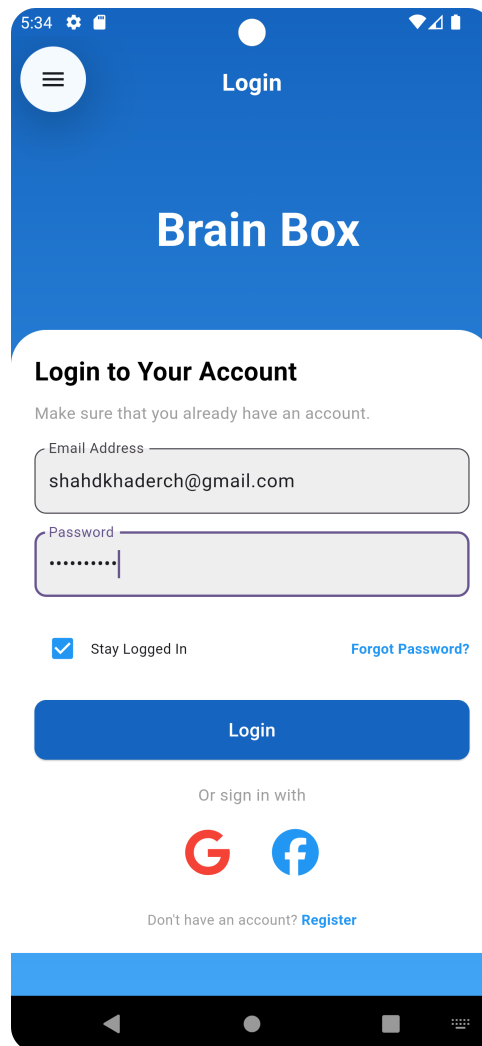 5:34
Login
Brain Box
Login to Your Account
Make sure that you already have an account.
Email Address
shahdkhaderch@gmail.com
Password
••••••••••
Stay Logged In Forgot Password?
Login
Or sign in with
Don't have an account? Register